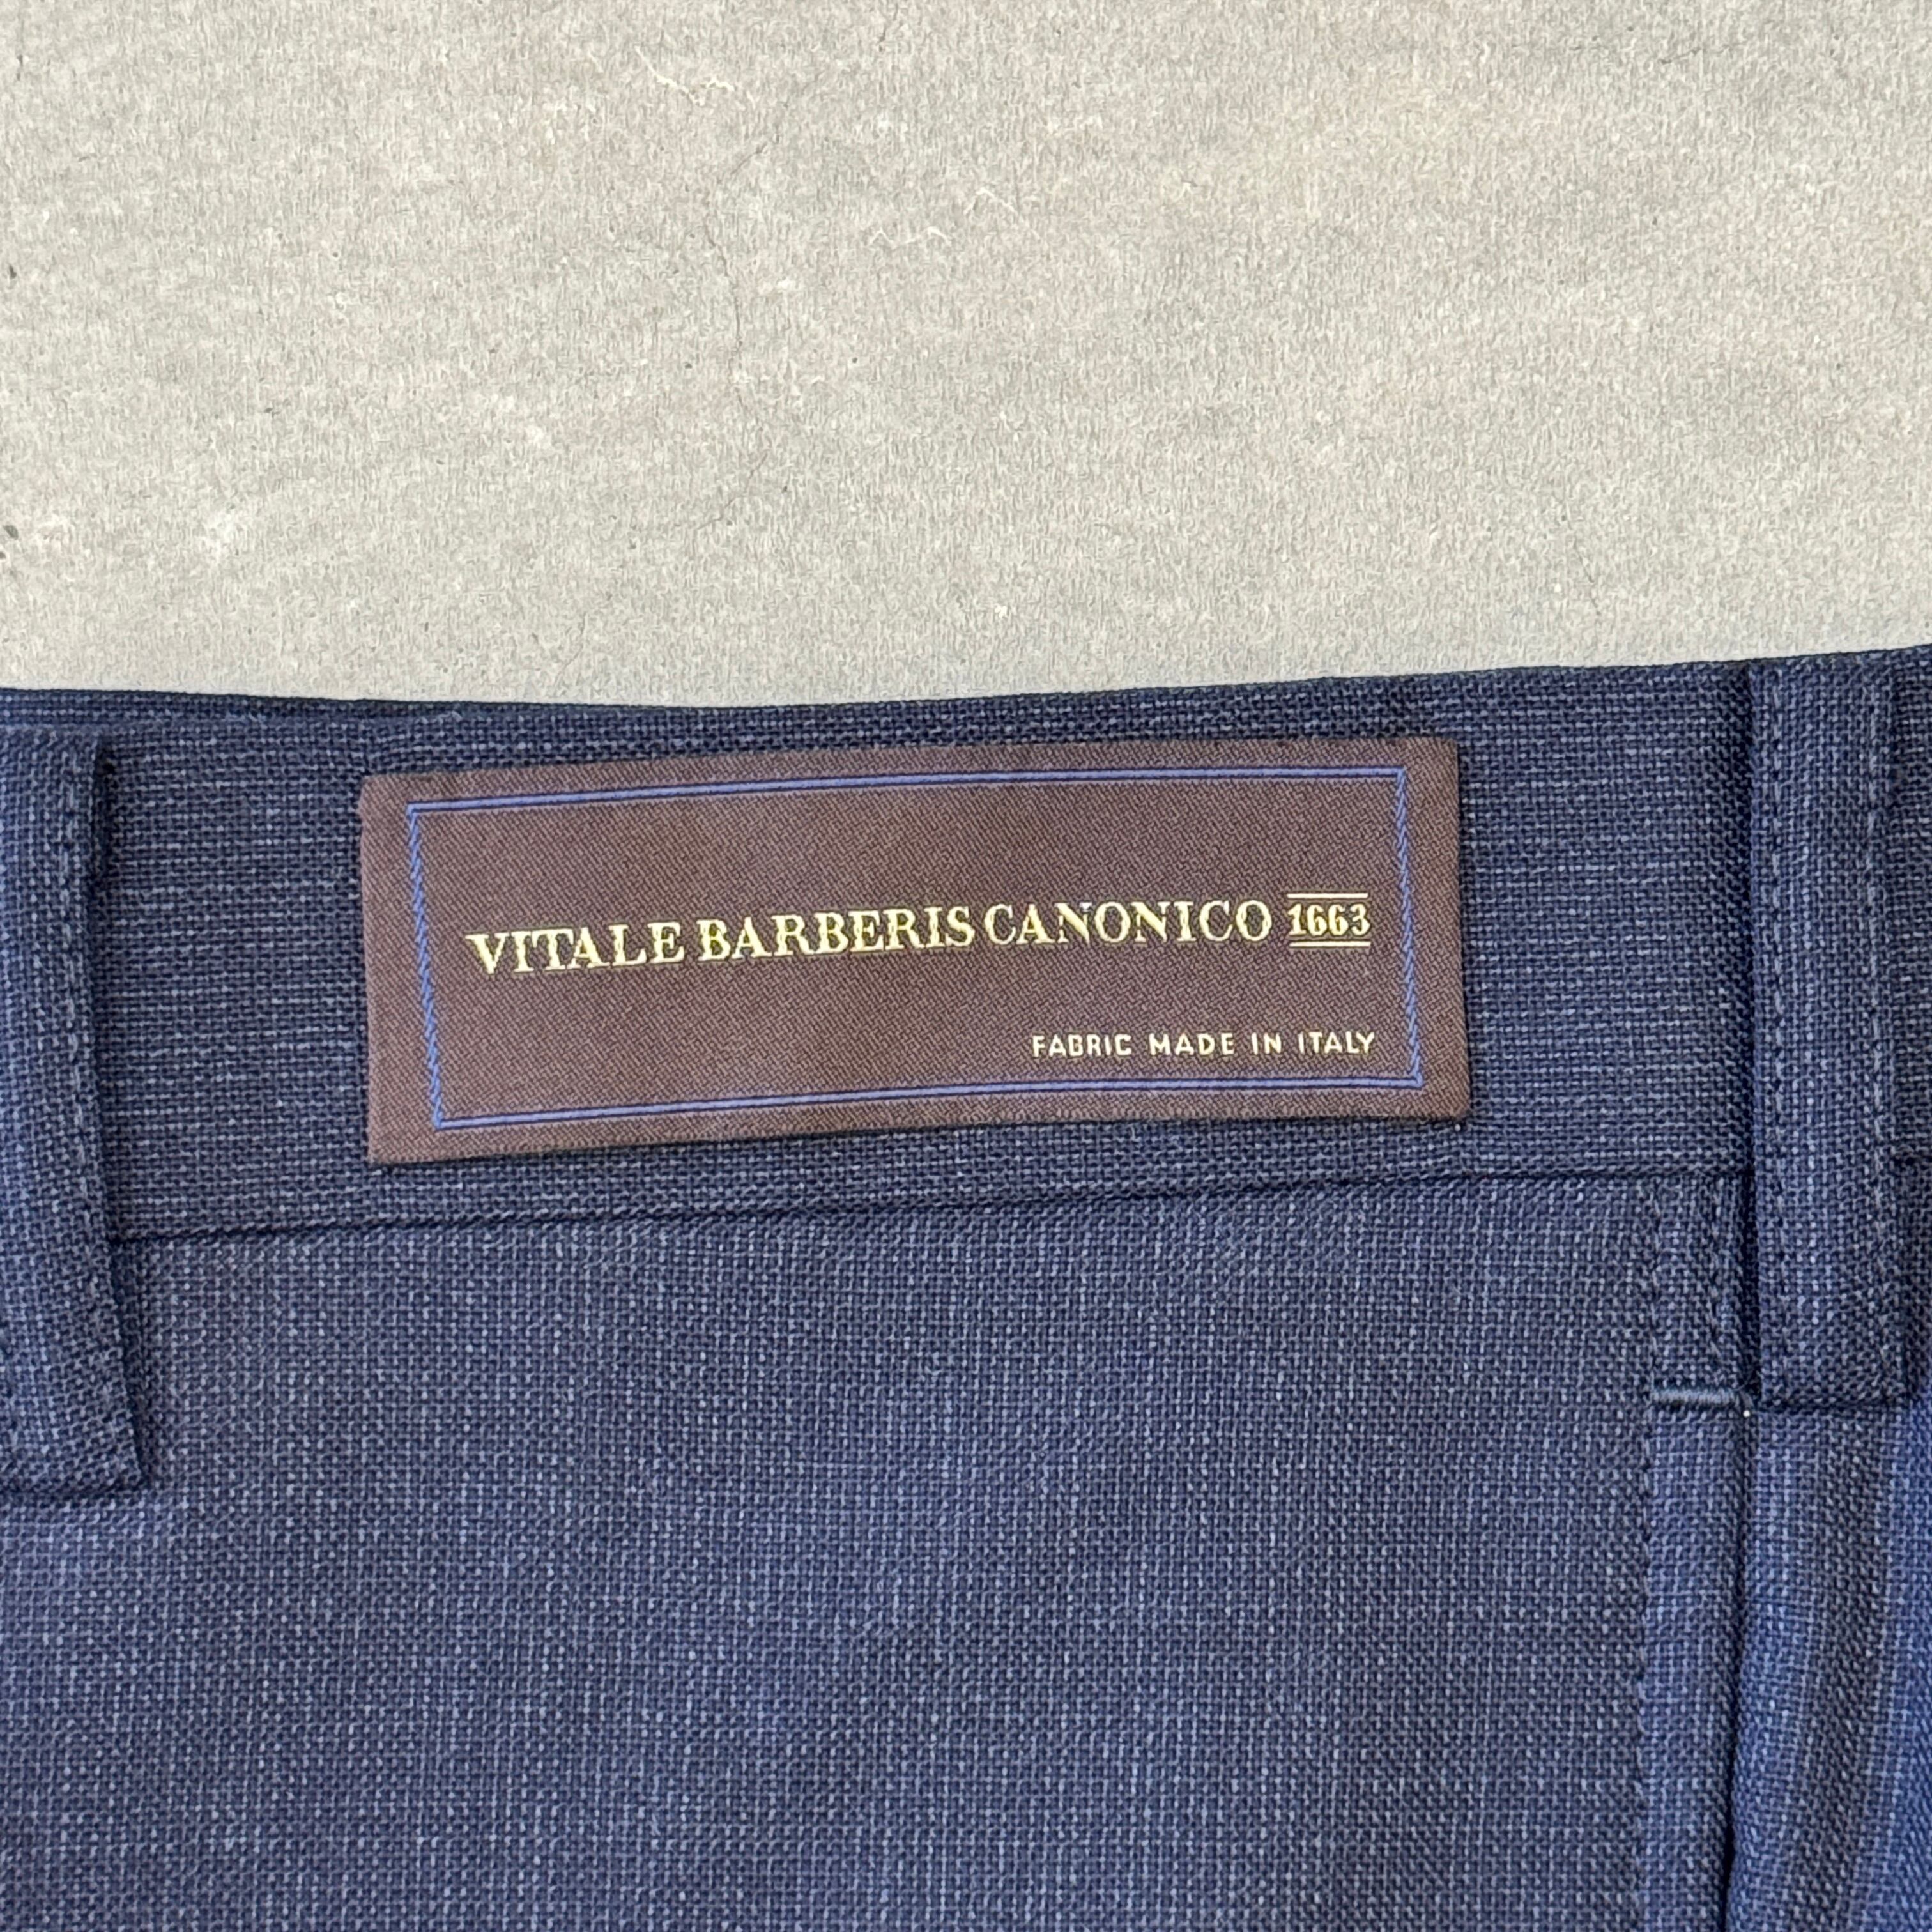 VITALE BARBERIS CANONICO 1663
FABRIC MADE IN ITALY